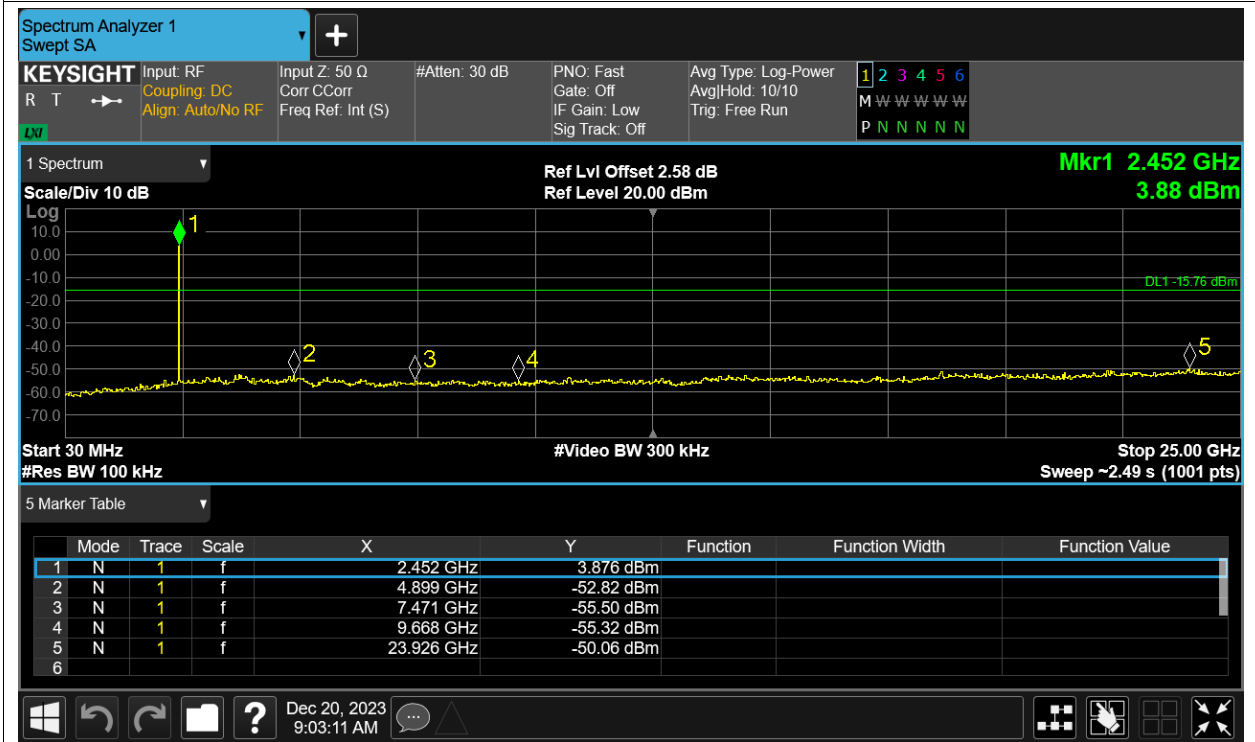 Spectrum Analyzer 1
Swept SA
+
KEYSIGHT
R T
LXI
Input: RF
Coupling: DC
Align: Auto/No RF
Input Z: 50 Ω
Corr CCorr
Freq Ref: Int (S)
#Atten: 30 dB
PNO: Fast
Gate: Off
IF Gain: Low
Sig Track: Off
Avg Type: Log-Power
Avg|Hold: 10/10
Trig: Free Run
1 2 3 4 5 6
M W W W W W
P N N N N N
1 Spectrum
Scale/Div 10 dB
Ref Lvl Offset 2.58 dB
Ref Level 20.00 dBm
Mkr1 2.452 GHz
3.88 dBm
Log
10.0
0.00
-10.0
-20.0
-30.0
-40.0
-50.0
-60.0
-70.0
1
DL1 -15.76 dBm
2
3
4
5
Start 30 MHz
#Video BW 300 kHz
Stop 25.00 GHz
#Res BW 100 kHz
Sweep ~2.49 s (1001 pts)
5 Marker Table
Mode Trace Scale X Y Function Function Width Function Value
1 N 1 f 2.452 GHz 3.876 dBm
2 N 1 f 4.899 GHz -52.82 dBm
3 N 1 f 7.471 GHz -55.50 dBm
4 N 1 f 9.668 GHz -55.32 dBm
5 N 1 f 23.926 GHz -50.06 dBm
6
?
Dec 20, 2023
9:03:11 AM